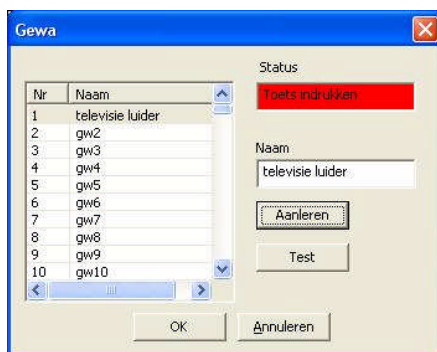 Gewa
Status
Toets indrukken
Nr Naam
1 televisie luider
2 gw2
3 gw3
4 gw4
5 gw5
6 gw6
7 gw7
8 gw8
9 gw9
10 gw10
Naam
televisie luider
Aanleren
Test
OK
Annuleren